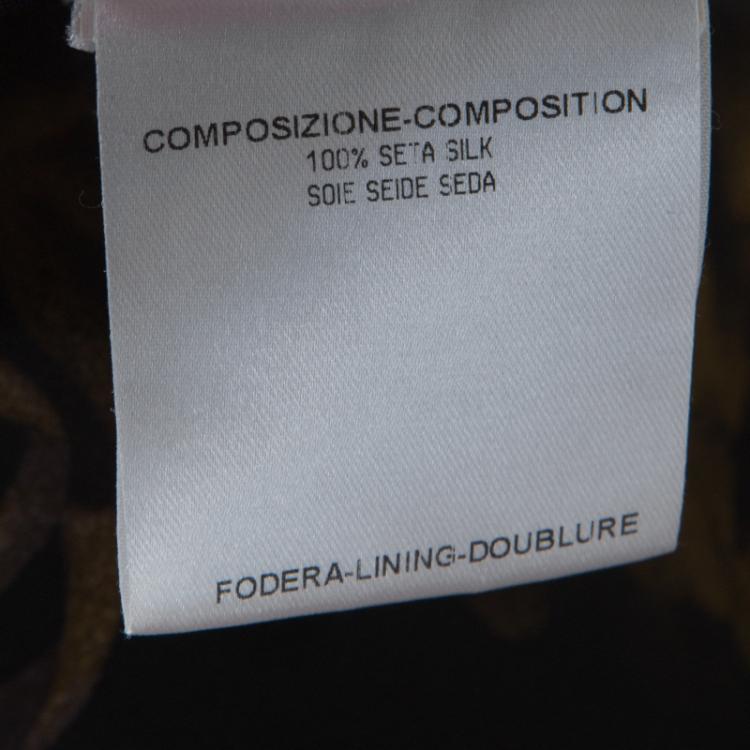 COMPOSIZIONE-COMPOSITION
100% SETA SILK
SOIE SEIDE SEDA
FODERA-LINING-DOUBLURE